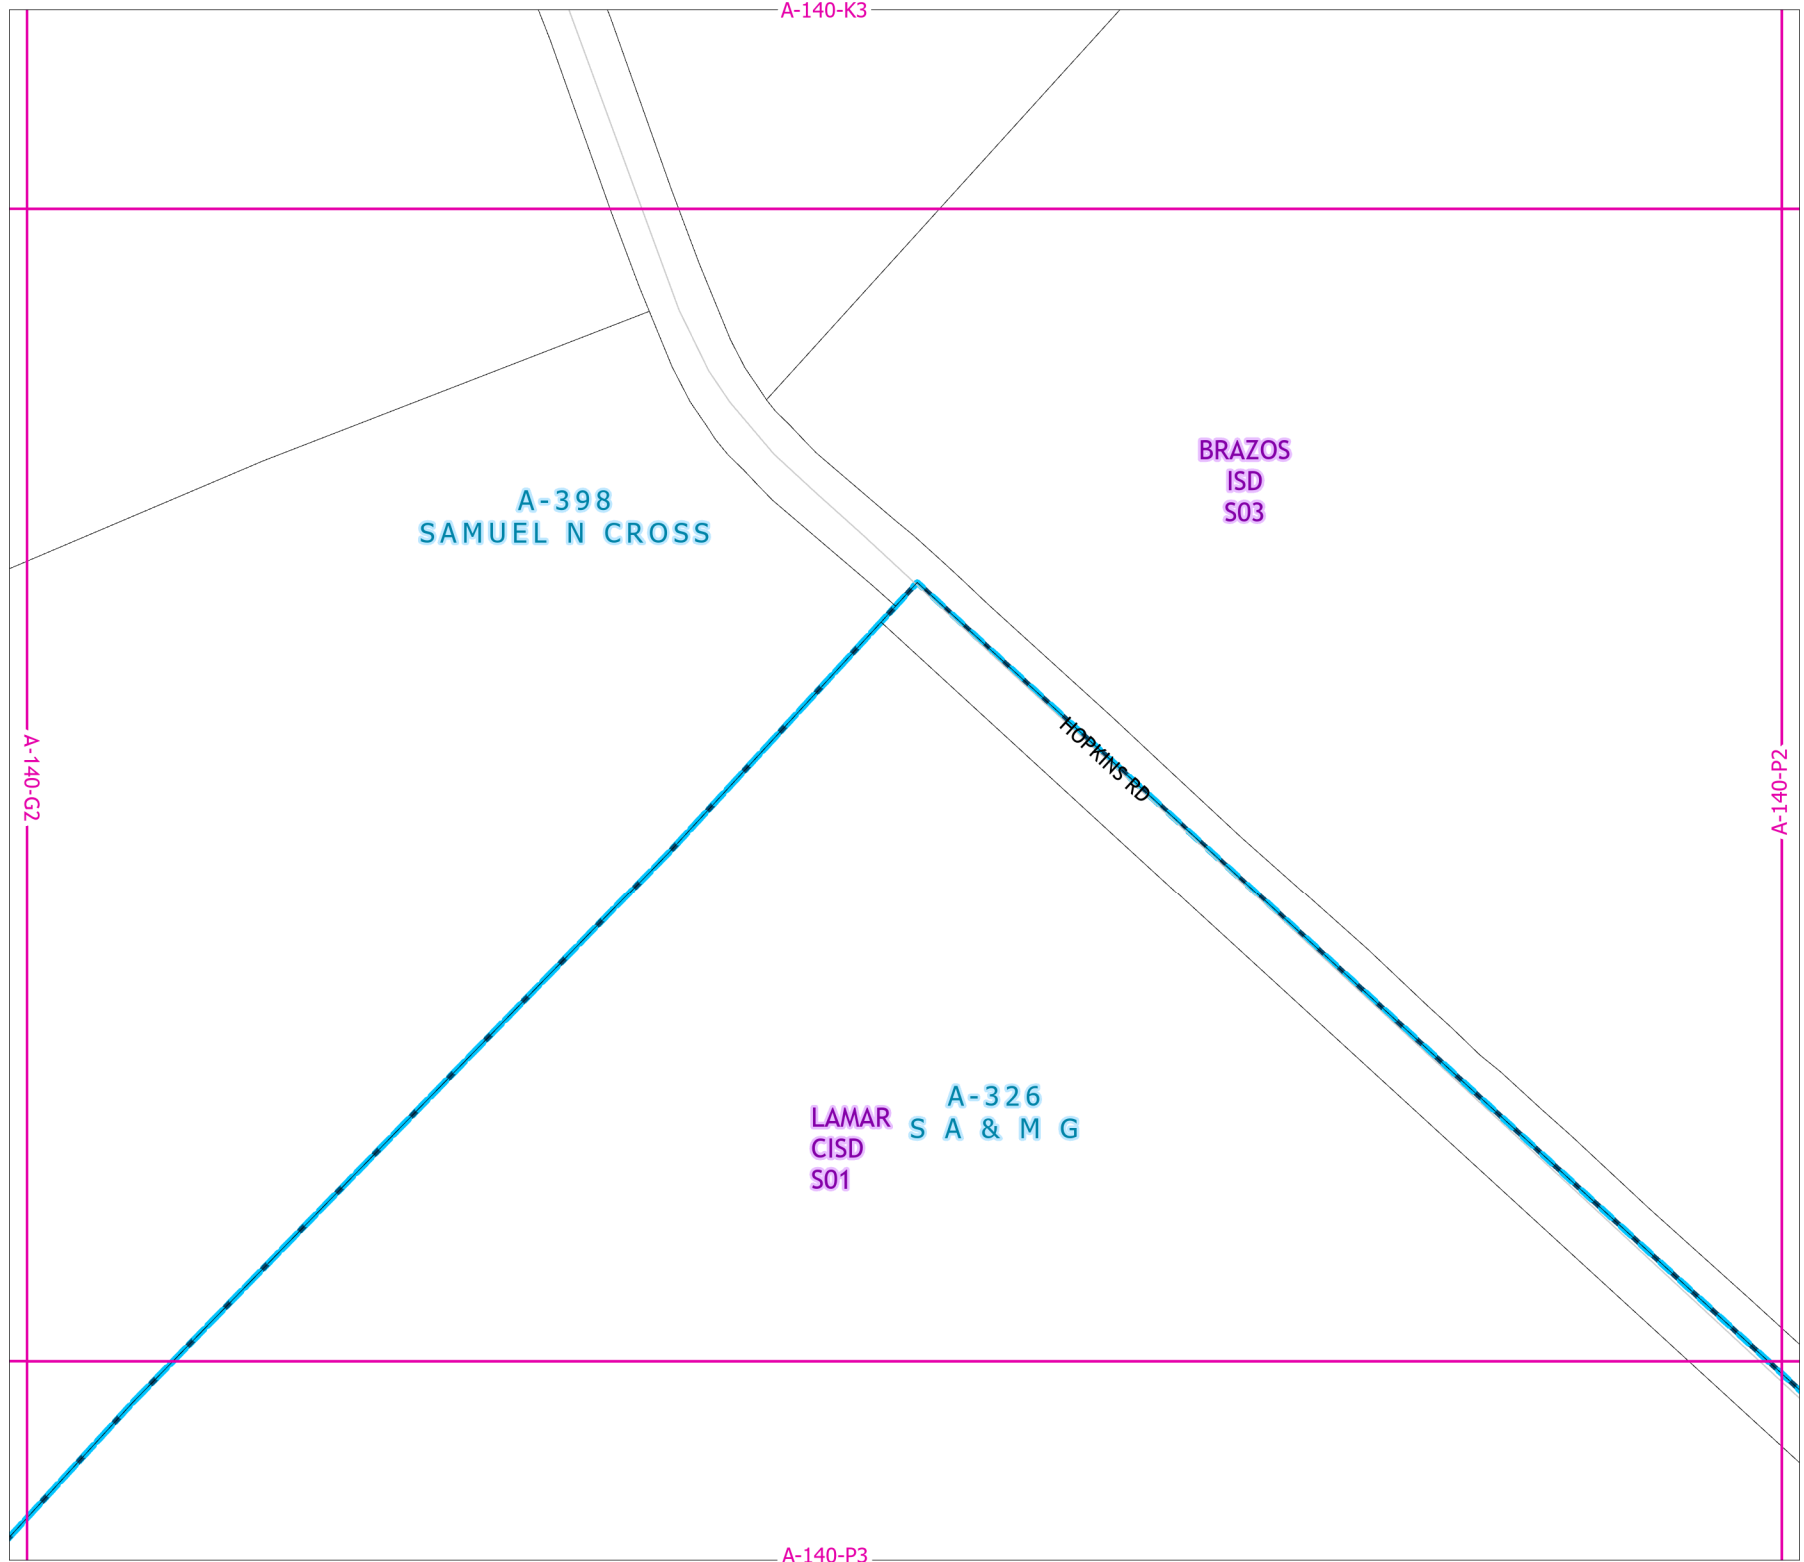 A-140-K3
BRAZOS
ISD
S03
A-398
SAMUEL N CROSS
HOPKINS RD
A-140-G2
A-140-P2
A-326
S A & M G
LAMAR
CISD
S01
A-140-P3